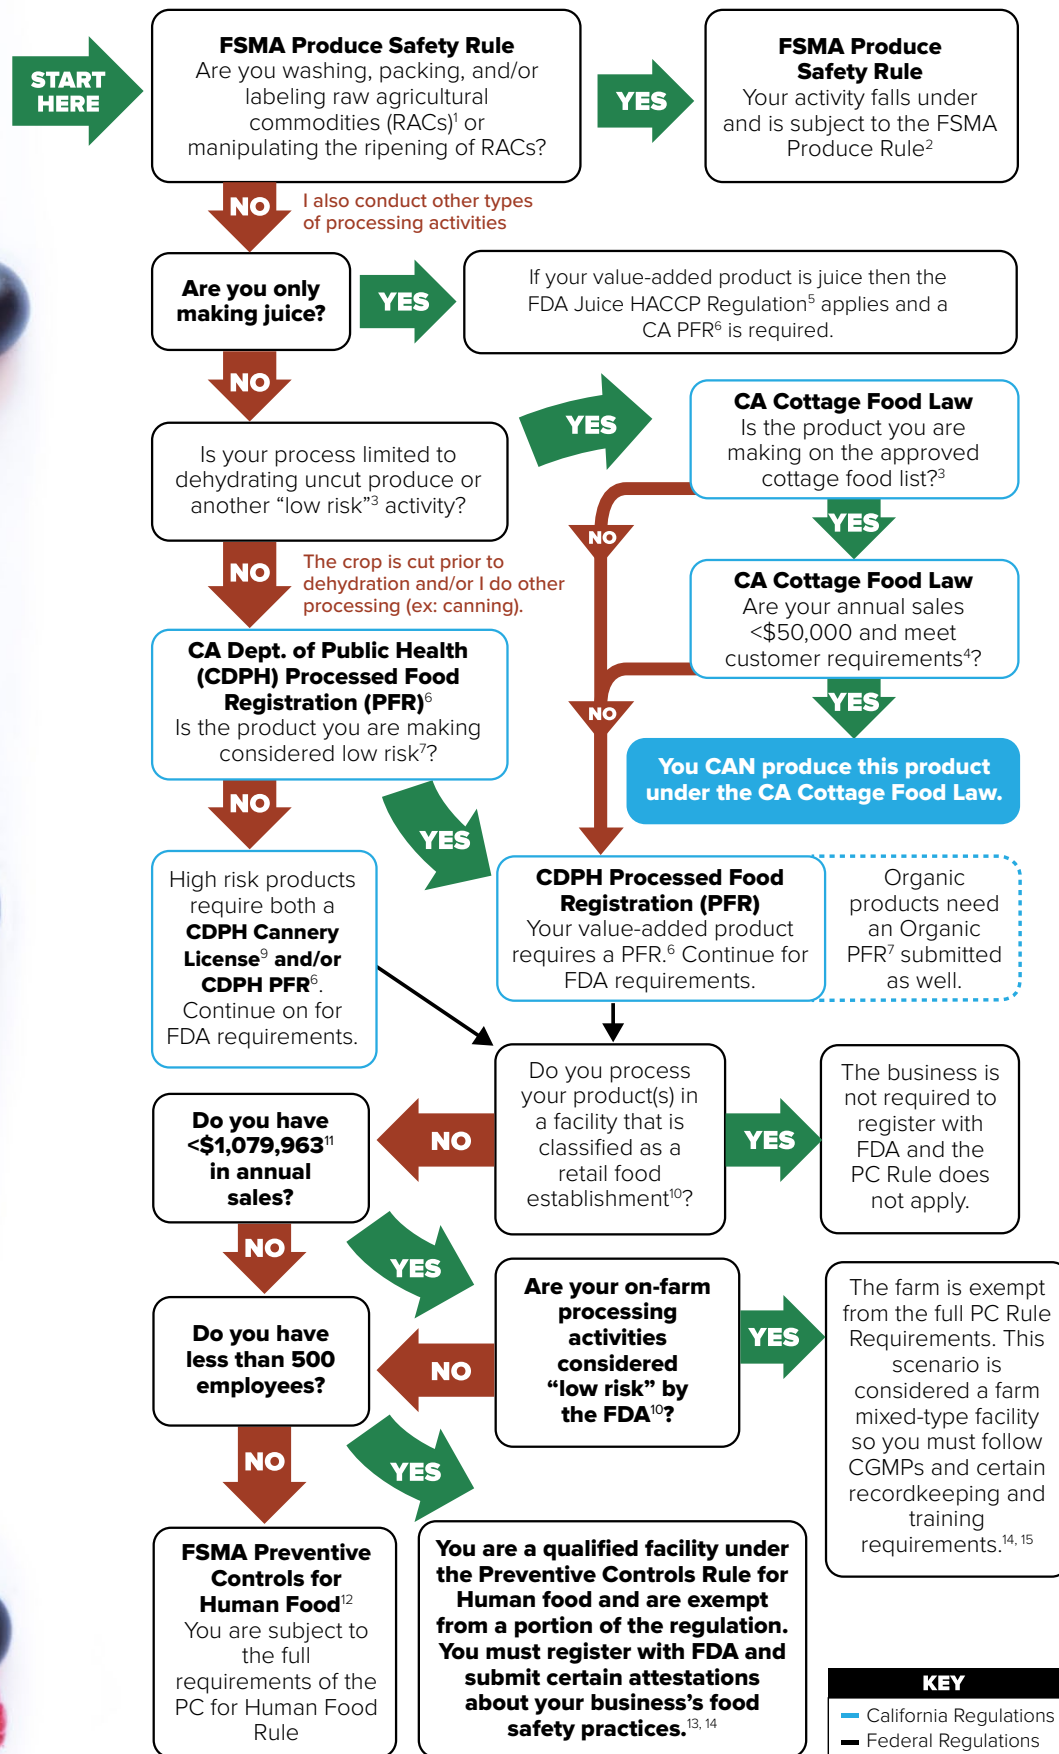 START
HERE
FSMA Produce Safety Rule
Are you washing, packing, and/or
labeling raw agricultural
commodities (RACs)¹ or
manipulating the ripening of RACs?
YES
FSMA Produce
Safety Rule
Your activity falls under
and is subject to the FSMA
Produce Rule²
NO
I also conduct other types
of processing activities
Are you only
making juice?
YES
If your value-added product is juice then the
FDA Juice HACCP Regulation⁵ applies and a
CA PFR⁶ is required.
NO
Is your process limited to
dehydrating uncut produce or
another “low ris”³ activity?
YES
CA Cottage Food Law
Is the product you are
making on the approved
cottage food list?³
NO
YES
NO
The crop is cut prior to
dehydration and/or I do other
processing (ex: canning).
CA Cottage Food Law
Are your annual sales
<$50,000 and meet
customer requirements⁴?
NO
YES
You CAN produce this product
under the CA Cottage Food Law.
CA Dept. of Public Health
(CDPH) Processed Food
Registration (PFR)⁶
Is the product you are making
considered low risk⁷?
NO
YES
High risk products
require both a
CDPH Cannery
License⁹ and/or
CDPH PFR⁶.
Continue on for
FDA requirements.
CDPH Processed Food
Registration (PFR)
Your value-added product
requires a PFR.⁶ Continue for
FDA requirements.
Organic
products need
an Organic
PFR⁷ submitted
as well.
Do you process
your product(s) in
a facility that is
classified as a
retail food
establishment¹⁰?
YES
The business is
not required to
register with
FDA and the
PC Rule does
not apply.
NO
Do you have
<$1,079,963¹¹
in annual
sales?
NO
YES
Are your on-farm
processing
activities
considered
“low risk” by
the FDA¹⁰?
YES
The farm is exempt
from the full PC Rule
Requirements. This
scenario is
considered a farm
mixed-type facility
so you must follow
CGMPs and certain
recordkeeping and
training
requirements.¹⁴, ¹⁵
NO
Do you have
less than 500
employees?
NO
YES
FSMA Preventive
Controls for
Human Food¹²
You are subject to
the full
requirements of the
PC for Human Food
Rule
You are a qualified facility under
the Preventive Controls Rule for
Human food and are exempt
from a portion of the regulation.
You must register with FDA and
submit certain attestations
about your business’s food
safety practices.¹³, ¹⁴
KEY
California Regulations
Federal Regulations